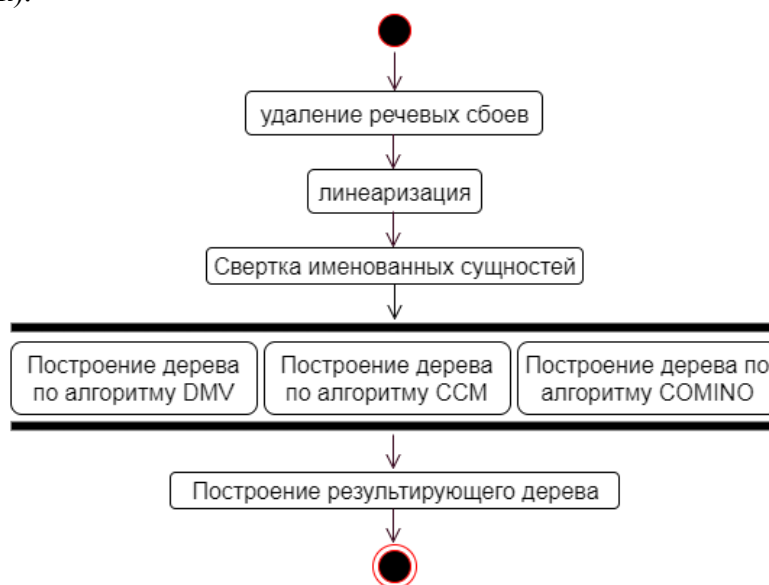 к).
удаление речевых сбоев
линеаризация
Свертка именованных сущностей
Построение дерева
по алгоритму DMV
Построение дерева
по алгоритму CCM
Построение дерева по
алгоритму COMINO
Построение результирующего дерева